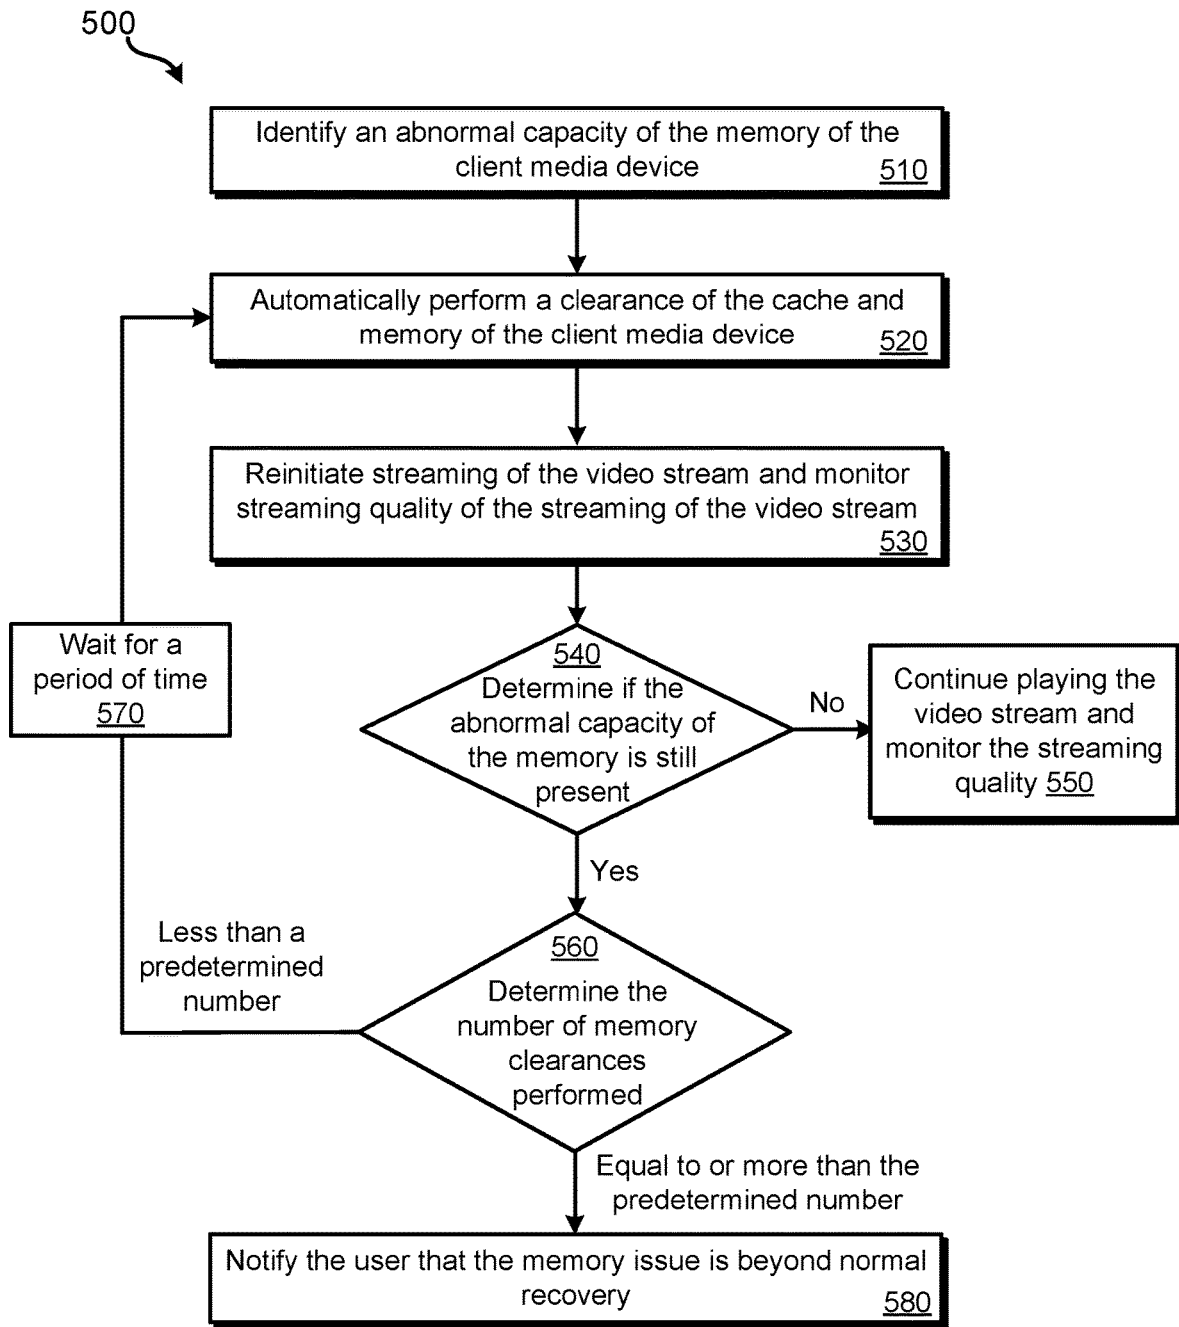 500
Identify an abnormal capacity of the memory of the
client media device
510
Automatically perform a clearance of the cache and
memory of the client media device
520
Reinitiate streaming of the video stream and monitor
streaming quality of the streaming of the video stream
530
Wait for a
period of time
570
540
Determine if the
abnormal capacity of
the memory is still
present
No
Continue playing the
video stream and
monitor the streaming
quality 550
Yes
Less than a
predetermined
number
560
Determine the
number of memory
clearances
performed
Equal to or more than the
predetermined number
Notify the user that the memory issue is beyond normal
recovery
580